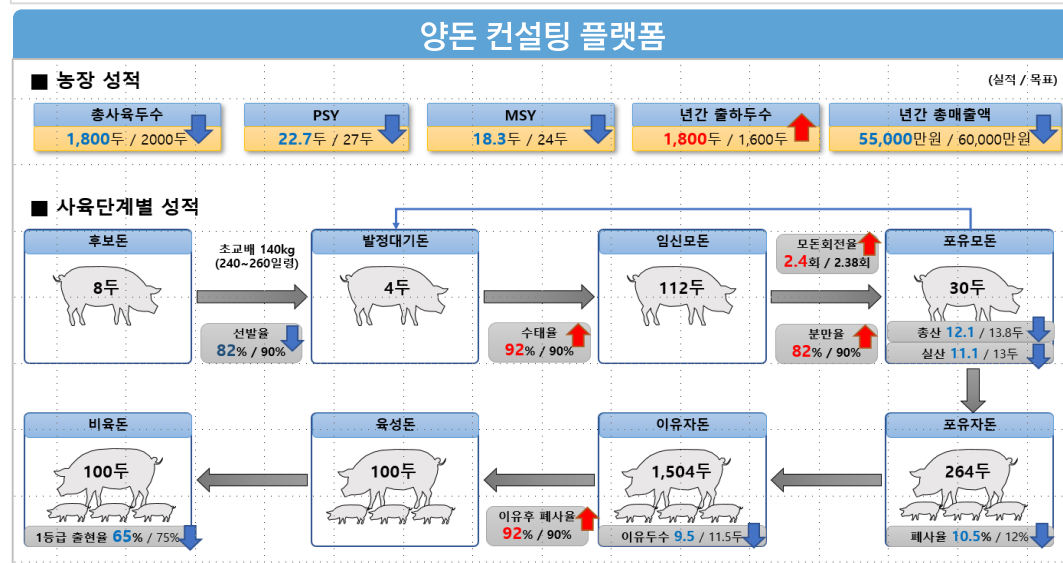 양돈 컨설팅 플랫폼
■ 농장 성적
(실적 / 목표)
총사육두수
1,800두 / 2000두
PSY
22.7두 / 27두
MSY
18.3두 / 24두
년간 출하두수
1,800두 / 1,600두
년간 총매출액
55,000만원 / 60,000만원
■ 사육단계별 성적
후보돈
8두
초교배 140kg
(240~260일령)
선발율
82% / 90%
발정대기돈
4두
수태율
92% / 90%
임신모돈
112두
모돈회전율
2.4회 / 2.38회
분만율
82% / 90%
포유모돈
30두
총산 12.1 / 13.8두
실산 11.1 / 13두
비육돈
100두
1등급 출현율 65% / 75%
육성돈
100두
이유후 폐사율
92% / 90%
이유자돈
1,504두
이유두수 9.5 / 11.5두
포유자돈
264두
폐사율 10.5% / 12%